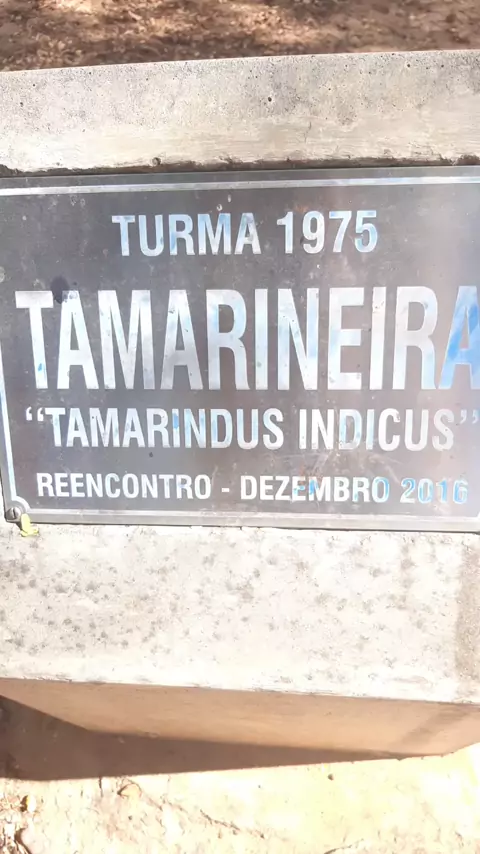 TURMA 1975
TAMARINEIRA
“TAMARINDUS INDICUS”
REENCONTRO - DEZEMBRO 2016